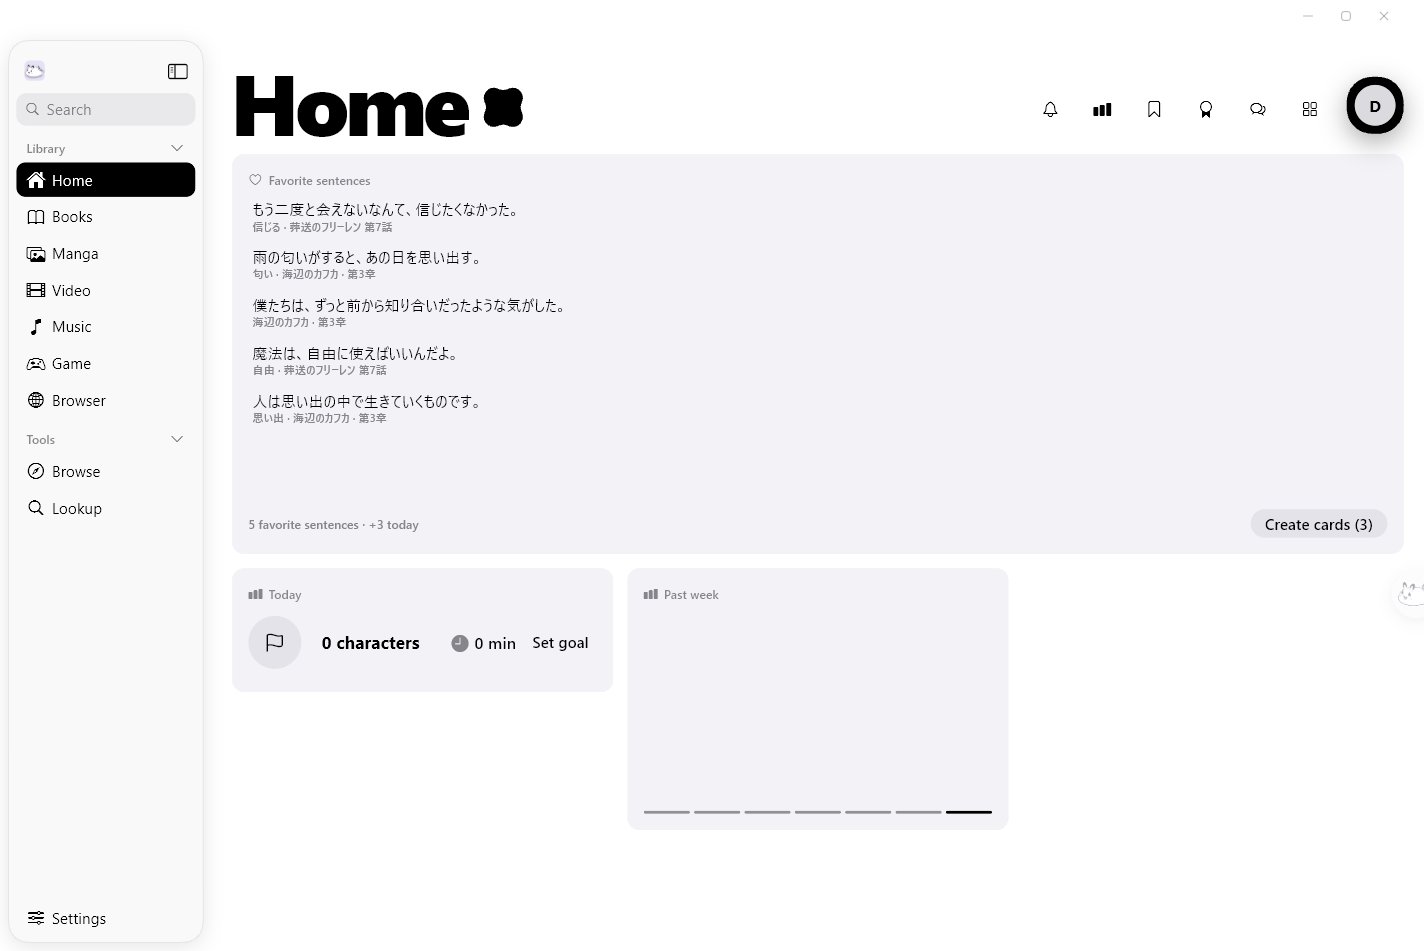 Search
Library
Home
Books
Manga
Video
Music
Game
Browser
Tools
Browse
Lookup
Settings
Home
D
Favorite sentences
もう二度と会えないなんて、信じたくなかった。
信じる · 葬送のフリーレン 第7話
雨の匂いがすると、あの日を思い出す。
匂い · 海辺のカフカ · 第3章
僕たちは、ずっと前から知り合いだったような気がした。
海辺のカフカ · 第3章
魔法は、自由に使えばいいんだよ。
自由 · 葬送のフリーレン 第7話
人は思い出の中で生きていくものです。
思い出 · 海辺のカフカ · 第3章
5 favorite sentences · +3 today
Create cards (3)
Today
0 characters
0 min
Set goal
Past week